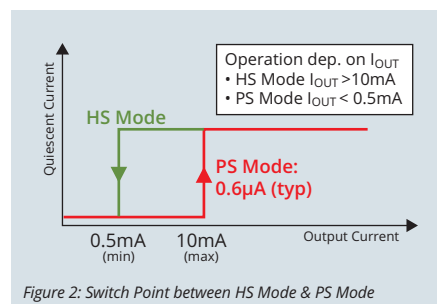 Operation dep. on IOUT
• HS Mode IOUT >10mA
• PS Mode IOUT < 0.5mA
Quiescent Current
HS Mode
PS Mode:
0.6µA (typ)
0.5mA
(min)
10mA
(max)
Output Current
Figure 2: Switch Point between HS Mode & PS Mode